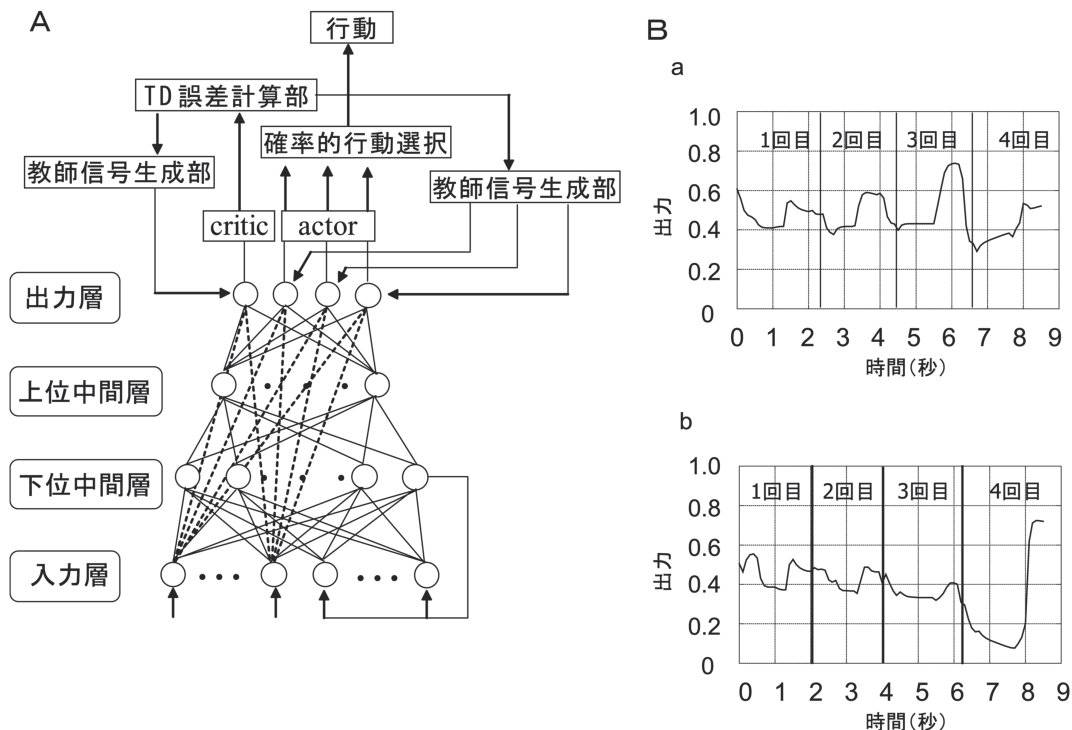 A
行動
TD誤差計算部
確率的行動選択
教師信号生成部
教師信号生成部
critic
actor
出力層
上位中間層
下位中間層
入力層
B
a
1.0
0.8
0.6
0.4
0.2
0
出力
1回目
2回目
3回目
4回目
0 1 2 3 4 5 6 7 8 9
時間(秒)
b
1.0
0.8
0.6
0.4
0.2
0
出力
1回目
2回目
3回目
4回目
0 1 2 3 4 5 6 7 8 9
時間(秒)